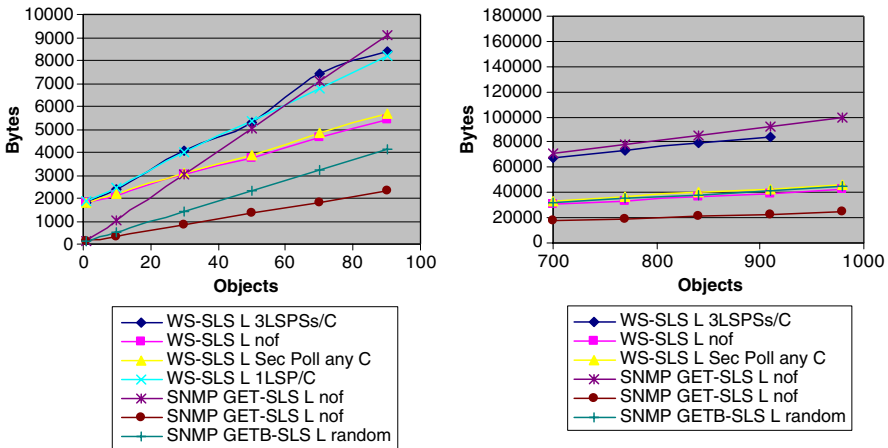 10000
9000
8000
7000
6000
5000
4000
3000
2000
1000
0
Bytes
0 20 40 60 80 100
Objects
WS-SLS L 3LSPSs/C
WS-SLS L nof
WS-SLS L Sec Poll any C
WS-SLS L 1LSP/C
SNMP GET-SLS L nof
SNMP GET-SLS L nof
SNMP GETB-SLS L random
180000
160000
140000
120000
100000
80000
60000
40000
20000
0
Bytes
700 800 900 1000
Objects
WS-SLS L 3LSPSs/C
WS-SLS L nof
WS-SLS L Sec Poll any C
SNMP GET-SLS L nof
SNMP GET-SLS L nof
SNMP GETB-SLS L random